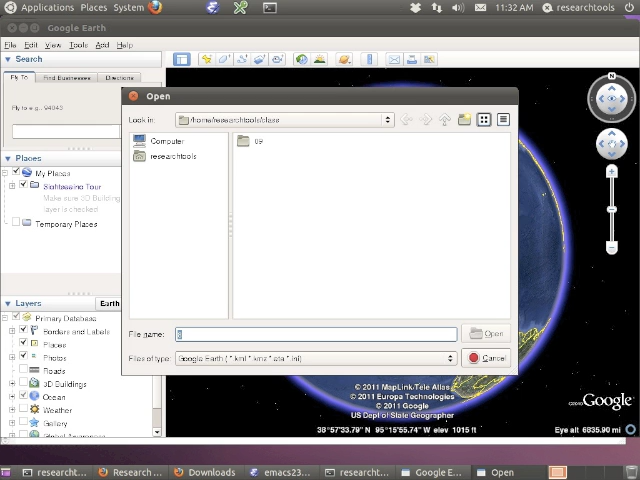 Applications Places System
11:32 AM researchtools
Google Earth
File Edit View Tools Add Help
Search
Fly To Find Businesses Directions
Fly to e.g., 94043
Open
Look in: /home/researchtools/class
Computer
researchtools
09
File name:
Open
Files of type: Google Earth (*.kml *.kmz *.eta *.ini)
Cancel
Places
My Places
Sightseeing Tour
Make sure 3D Building
layer is checked
Temporary Places
Layers Earth
Primary Database
Borders and Labels
Places
Photos
Roads
3D Buildings
Ocean
Weather
Gallery
Global Awareness
N
© 2011 MapLink/Tele Atlas
© 2011 Europa Technologies
© 2011 Google
US Dept of State Geographer
©2010 Google
38°57'33.79" N 95°15'55.74" W elev 1015 ft
Eye alt 6835.90 mi
researcht... Research ... Downloads emacs23... researcht... Google E... Open